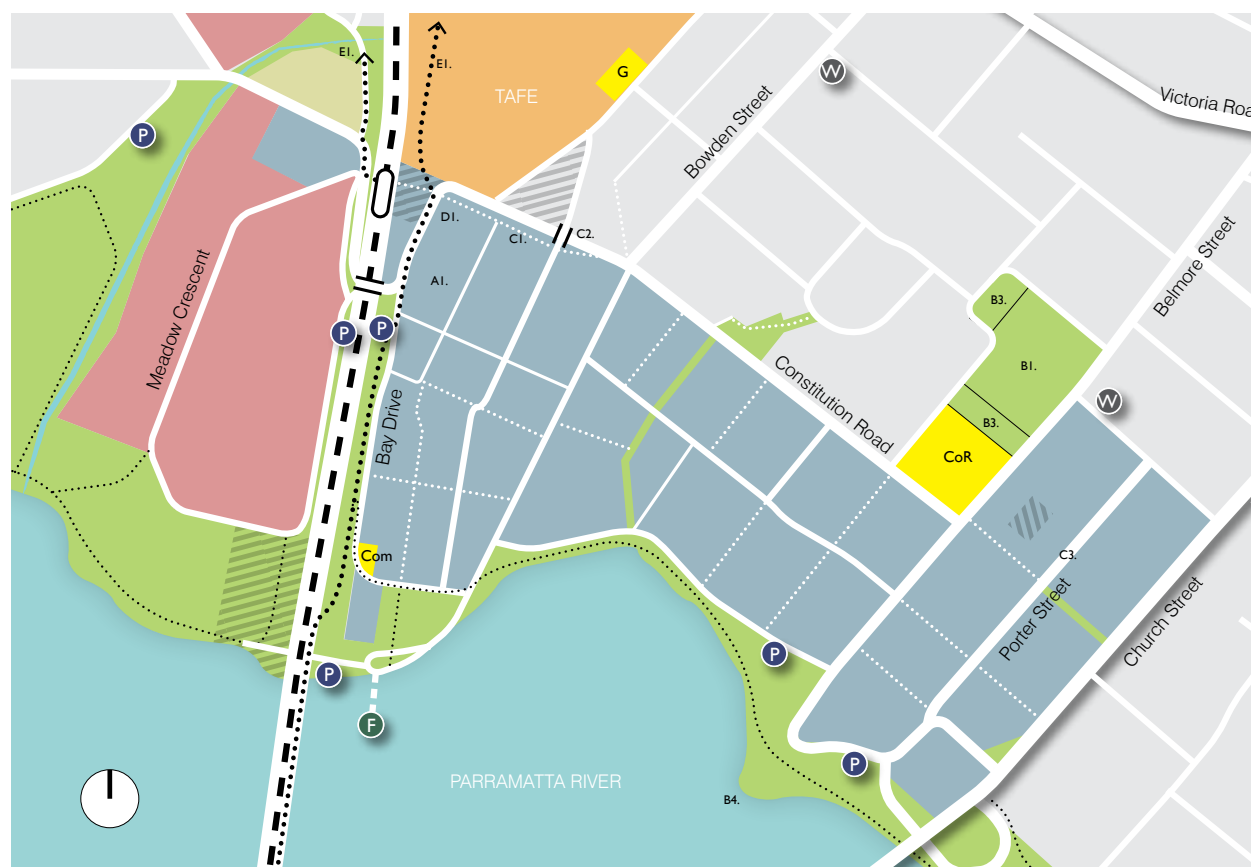 E1.
E1.
G
TAFE
W
Victoria Road
P
Bowden Street
D1.
C1.
C2.
A1.
Meadow Crescent
Belmore Street
B3.
P
P
B1.
Constitution Road
W
Bay Drive
B3.
CoR
Com
C3.
Porter Street
Church Street
P
P
F
P
PARRAMATTA RIVER
B4.